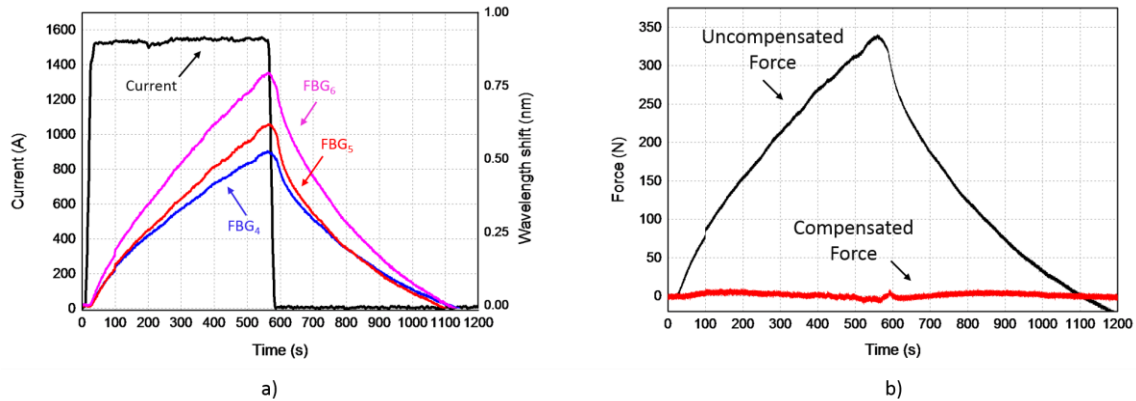 1600
1400
1200
1000
800
600
400
200
0
Current (A)
1.00
0.75
0.50
0.25
0.00
Wavelength shift (nm)
Current
FBG6
FBG5
FBG4
0 100 200 300 400 500 600 700 800 900 1000 1100 1200
Time (s)
a)
350
300
250
200
150
100
50
0
Force (N)
Uncompensated
Force
Compensated
Force
0 100 200 300 400 500 600 700 800 900 1000 1100 1200
Time (s)
b)